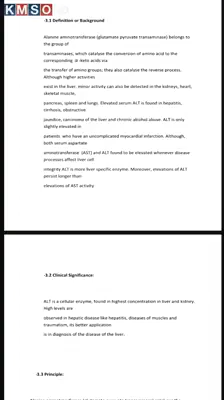 KMSO
-3.1 Definition or Background
Alanine aminotransferase (glutamate pyruvate transaminase) belongs to
the group of
transaminases, which catalyse the conversion of amino acid to the
corresponding α-keto acids via
the transfer of amino groups; they also catalyse the reverse process.
Although higher activities
exist in the liver minor activity can also be detected in the kidneys, heart,
skeletal muscle,
pancreas, spleen and lungs. Elevated serum ALT is found in hepatitis,
cirrhosis, obstructive
jaundice, carcinoma of the liver and chronic alcohol abuse. ALT is only
slightly elevated in
patients who have an uncomplicated myocardial infarction. Although,
both serum aspartate
aminotransferase (AST) and ALT found to be elevated whenever disease
processes affect liver cell
integrity ALT is more liver specific enzyme. Moreover, elevations of ALT
persist longer than
elevations of AST activity
-3.2 Clinical Significance:
ALT is a cellular enzyme, found in highest concentration in liver and kidney.
High levels are
observed in hepatic disease like hepatitis, diseases of muscles and
traumatism, its better application
is in diagnosis of the disease of the liver.
-3.3 Principle: